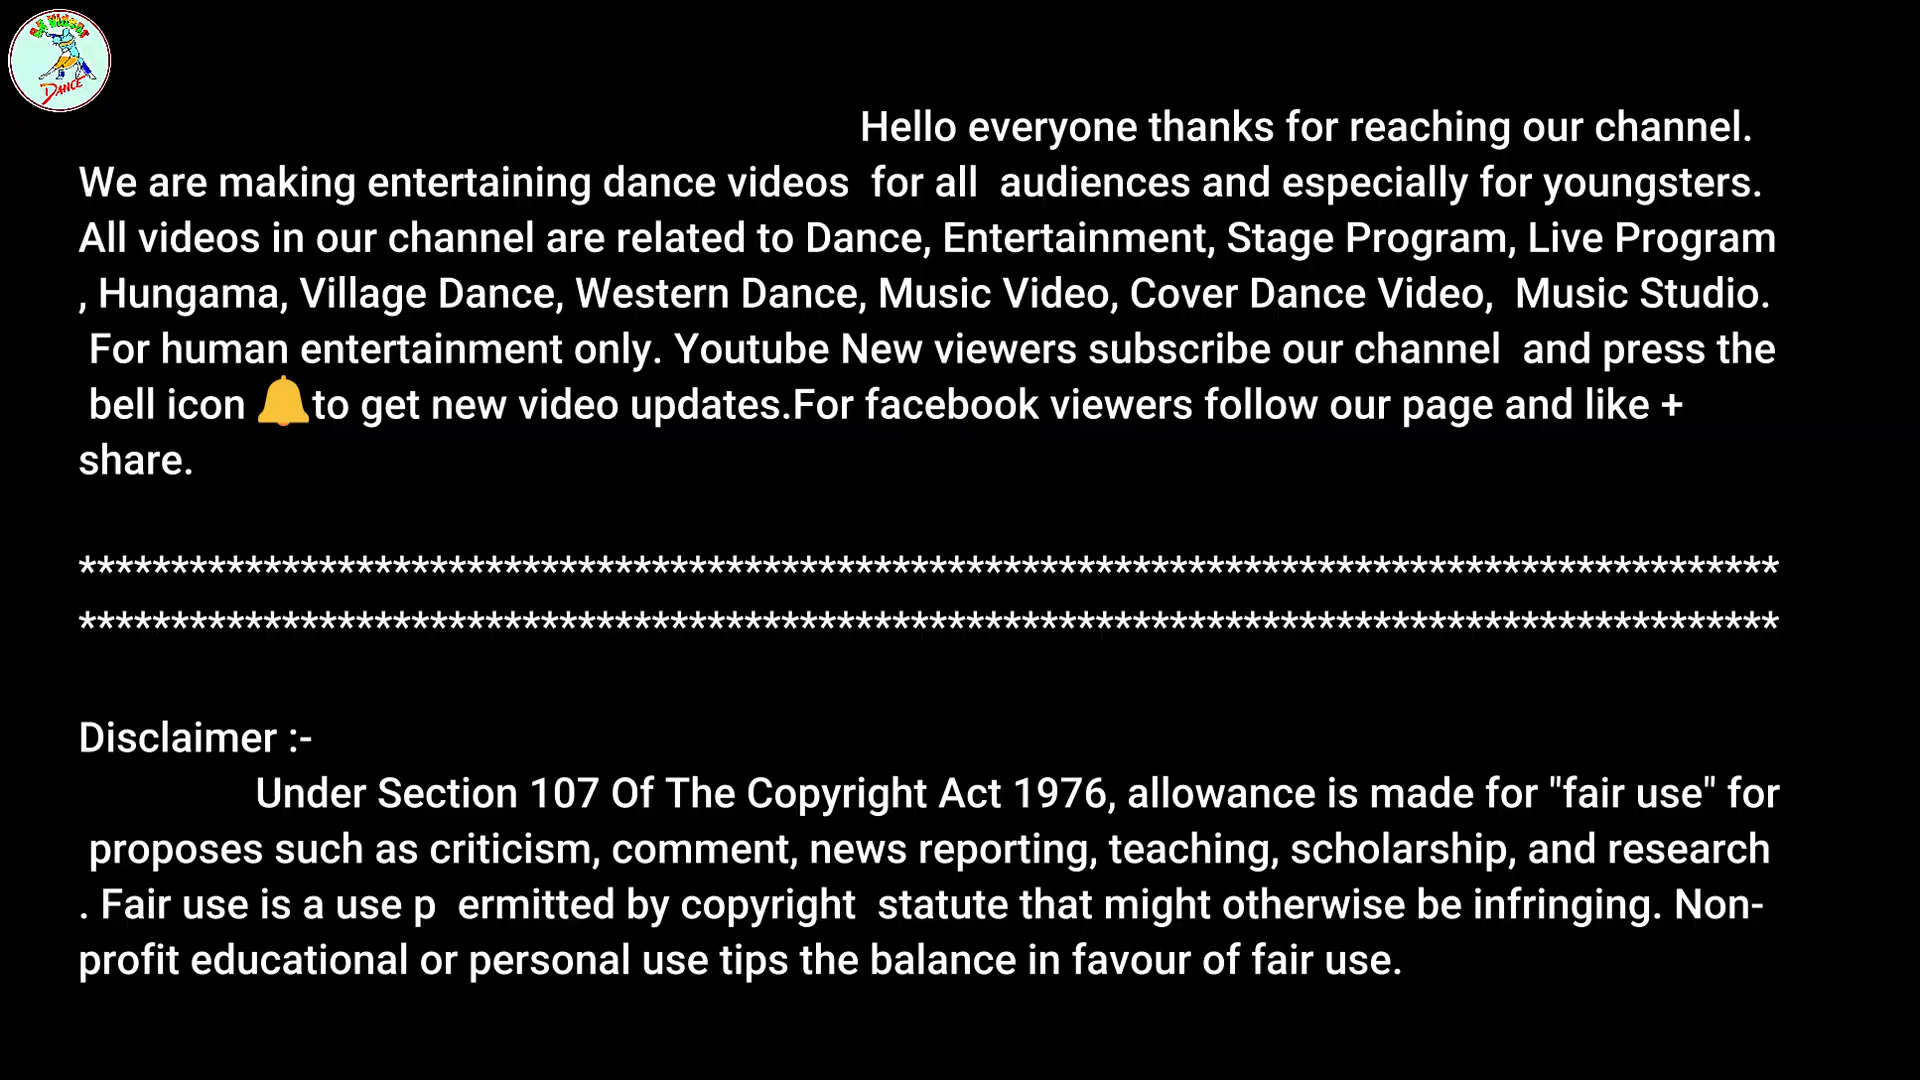 DANCE
Hello everyone thanks for reaching our channel.
We are making entertaining dance videos  for all  audiences and especially for youngsters.
All videos in our channel are related to Dance, Entertainment, Stage Program, Live Program
, Hungama, Village Dance, Western Dance, Music Video, Cover Dance Video,  Music Studio.
For human entertainment only. Youtube New viewers subscribe our channel  and press the
bell icon 🔔to get new video updates.For facebook viewers follow our page and like +
share.
********************************************************************************************
********************************************************************************************
Disclaimer :-
Under Section 107 Of The Copyright Act 1976, allowance is made for "fair use" for
proposes such as criticism, comment, news reporting, teaching, scholarship, and research
. Fair use is a use p  ermitted by copyright  statute that might otherwise be infringing. Non-
profit educational or personal use tips the balance in favour of fair use.